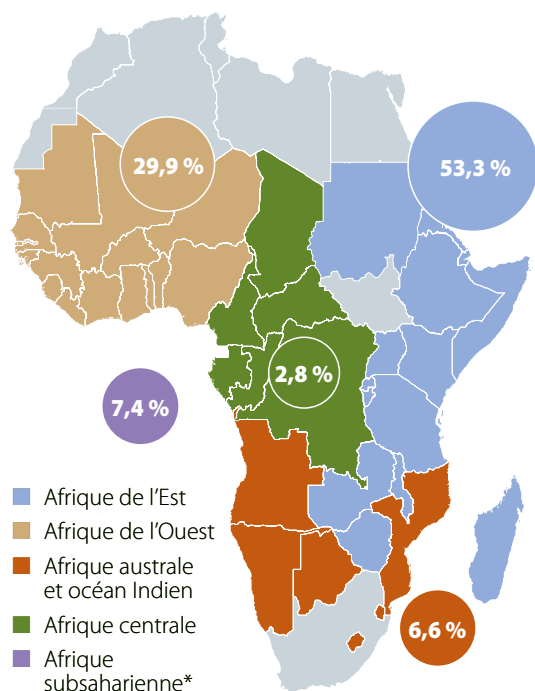 29,9 %
53,3 %
2,8 %
7,4 %
6,6 %
Afrique de l'Est
Afrique de l'Ouest
Afrique australe
et océan Indien
Afrique centrale
Afrique
subsaharienne*